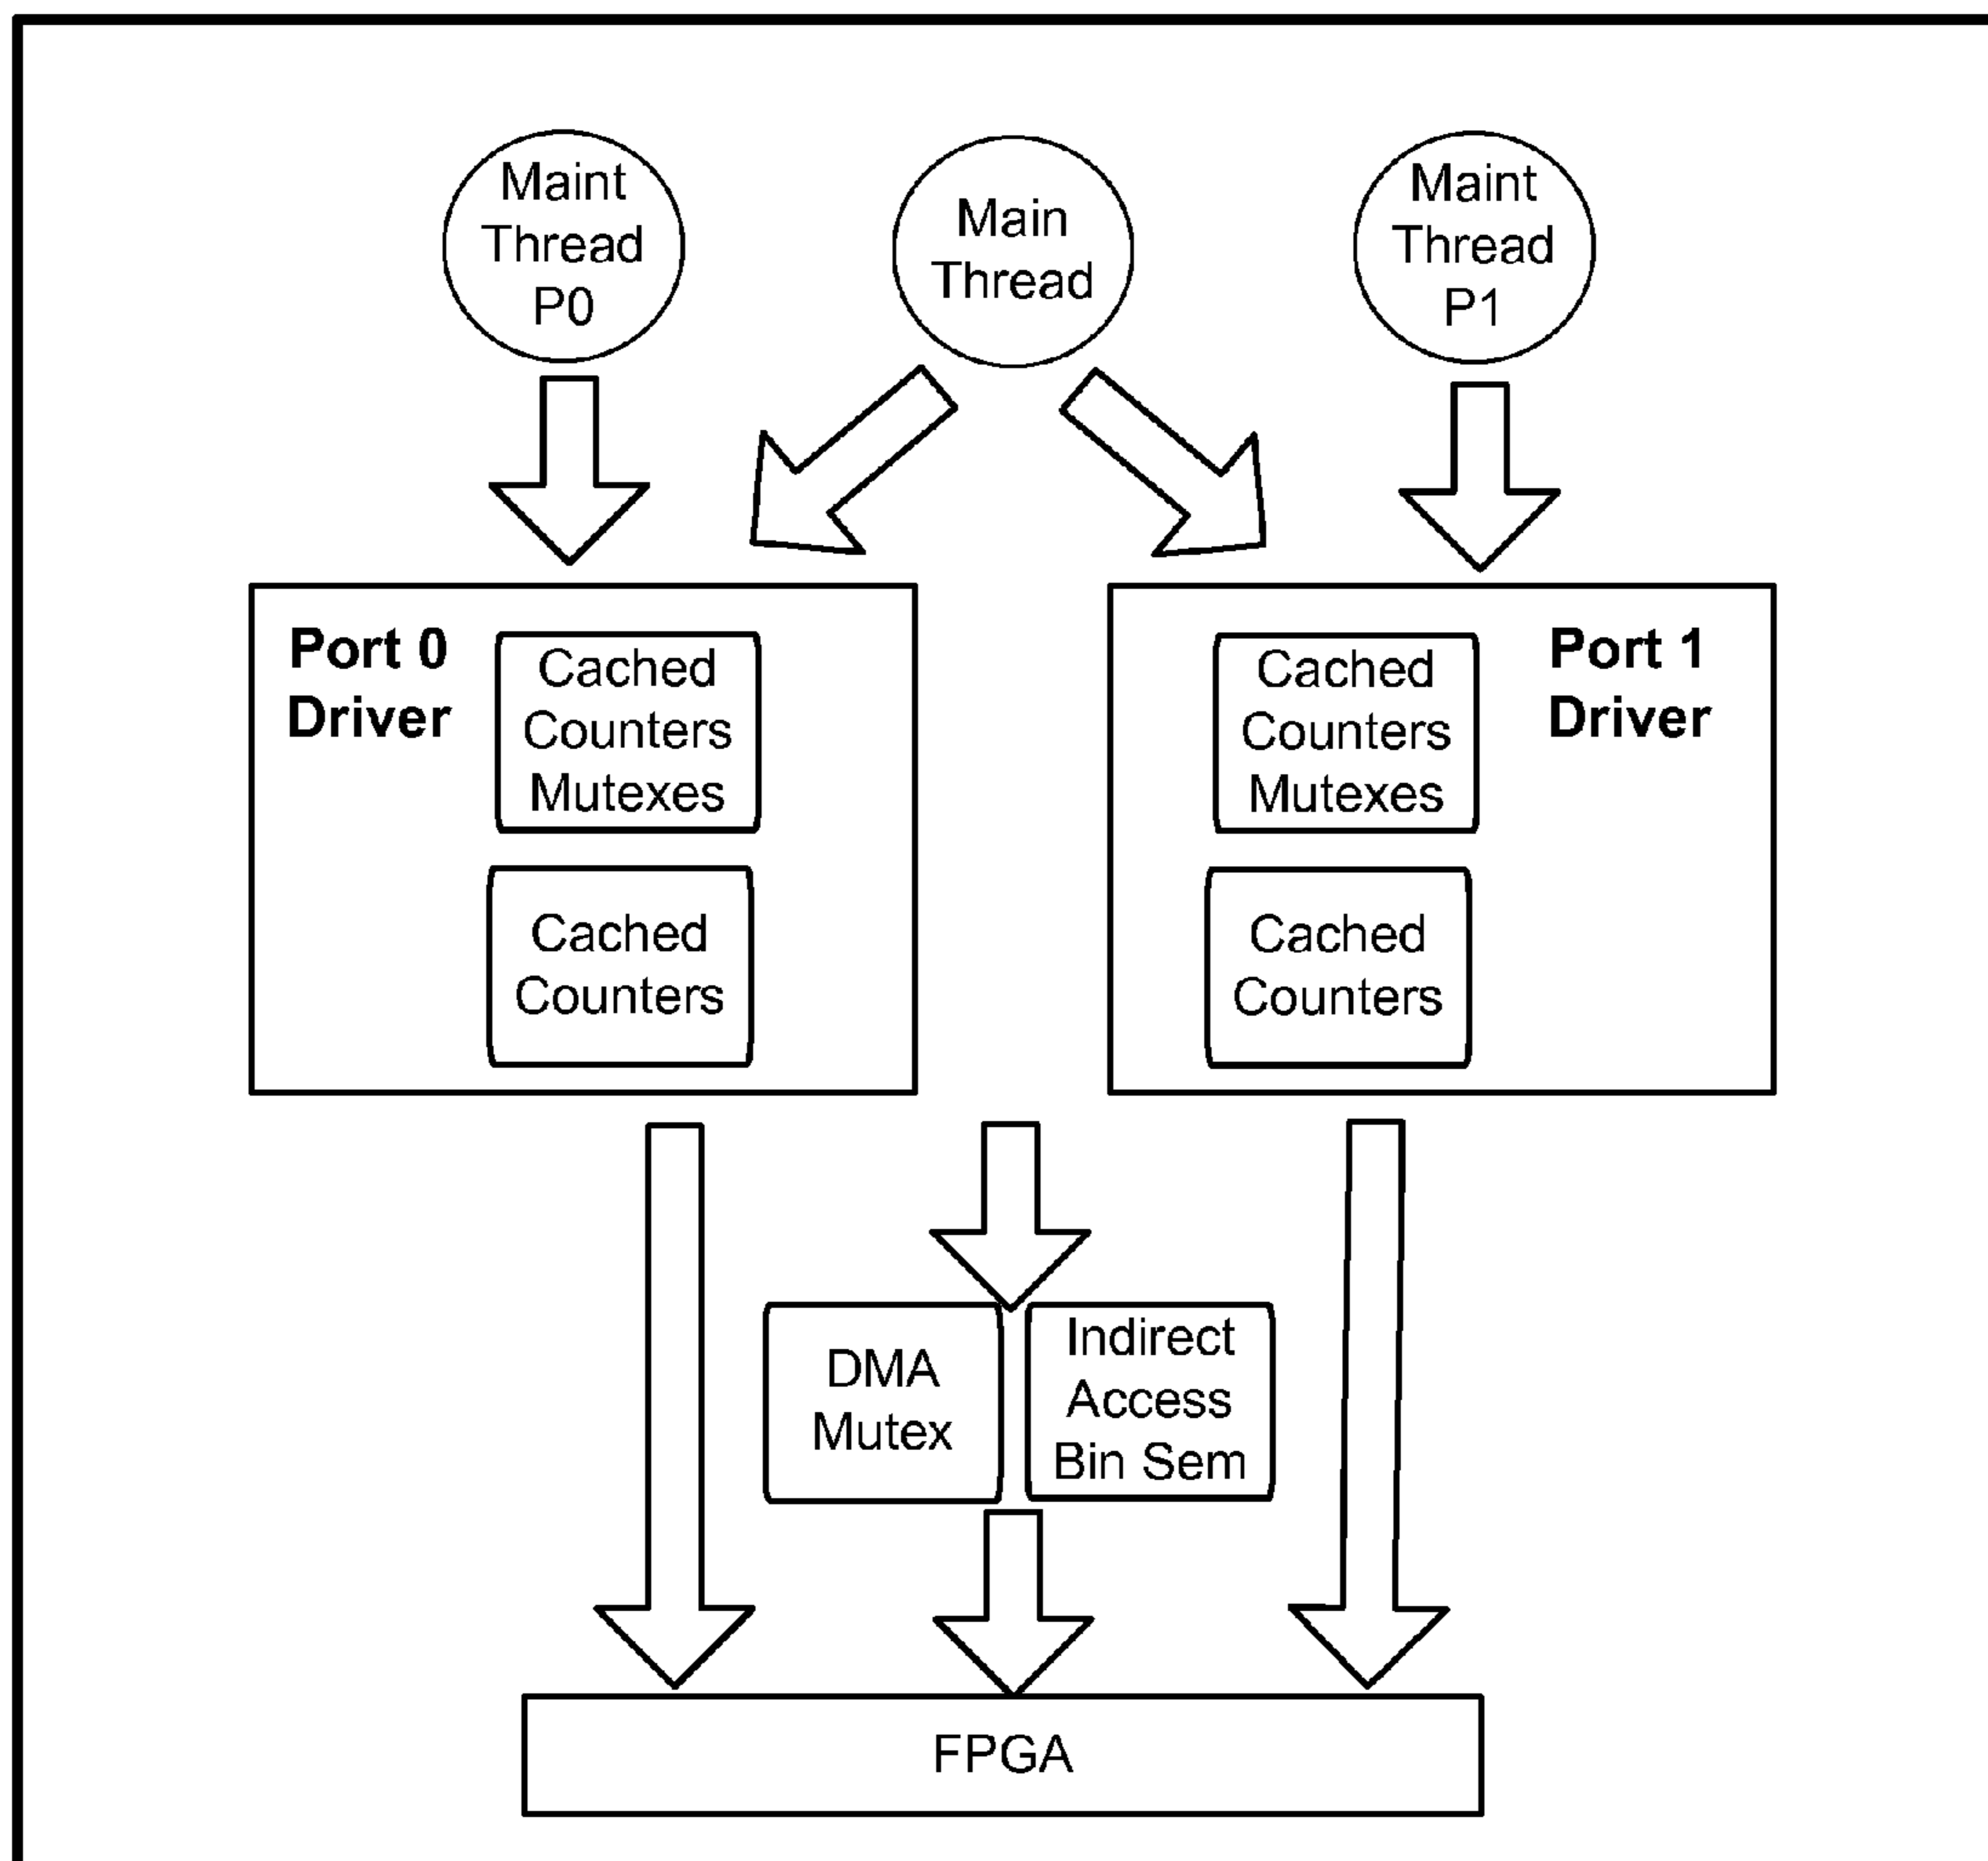 Maint
Thread
P0
Main
Thread
Maint
Thread
P1
Port 0
Driver
Cached
Counters
Mutexes
Cached
Counters
Cached
Counters
Mutexes
Port 1
Driver
Cached
Counters
DMA
Mutex
Indirect
Access
Bin Sem
FPGA